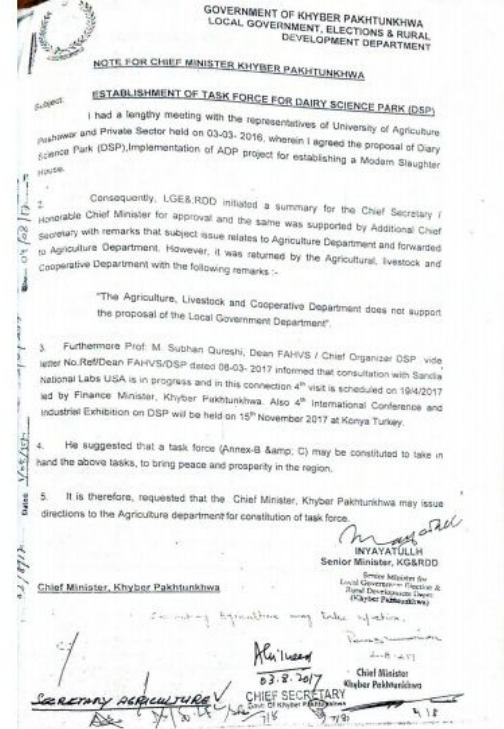 GOVERNMENT OF KHYBER PAKHTUNKHWA
LOCAL GOVERNMENT, ELECTIONS & RURAL
DEVELOPMENT DEPARTMENT
NOTE FOR CHIEF MINISTER KHYBER PAKHTUNKHWA
Subject: ESTABLISHMENT OF TASK FORCE FOR DAIRY SCIENCE PARK (DSP)
I had a lengthy meeting with the representatives of University of Agriculture
Peshawar and Private Sector held on 03-03- 2016, wherein I agreed the proposal of Diary
Science Park (DSP),Implementation of ADP project for establishing a Modern Slaughter
House.
2. Consequently, LGE&RDD initiated a summary for the Chief Secretary /
Honorable Chief Minister for approval and the same was supported by Additional Chief
Secretary with remarks that subject issue relates to Agriculture Department and forwarded
to Agriculture Department. However, it was returned by the Agricultural, livestock and
Cooperative Department with the following remarks :-
"The Agriculture, Livestock and Cooperative Department does not support
the proposal of the Local Government Department".
3. Furthermore Prof: M. Subhan Qureshi, Dean FAHVS / Chief Organizer DSP vide
letter No.Ref/Dean FAHVS/DSP dated 08-03- 2017 informed that consultation with Sandia
National Labs USA is in progress and in this connection 4th visit is scheduled on 19/4/2017
led by Finance Minister, Khyber Pakhtunkhwa. Also 4th International Conference and
Industrial Exhibition on DSP will be held on 15th November 2017 at Konya Turkey.
4. He suggested that a task force (Annex-B &amp; C) may be constituted to take in
hand the above tasks, to bring peace and prosperity in the region.
5. It is therefore, requested that the Chief Minister, Khyber Pakhtunkhwa may issue
directions to the Agriculture department for constitution of task force.
INYAYATULLH
Senior Minister, KG&RDD
Senior Minister for
Local Government Election &
Rural Development Deptt:
(Khyber Pakhtunkhwa)
Chief Minister, Khyber Pakhtunkhwa
Secretary Agriculture may take
Chief Minister
Khyber Pakhtunkhwa
03.8.2017
CHIEF SECRETARY
Govt: Of Khyber Pakhtunkhwa
SECRETARY AGRICULTURE
7/8
Dated